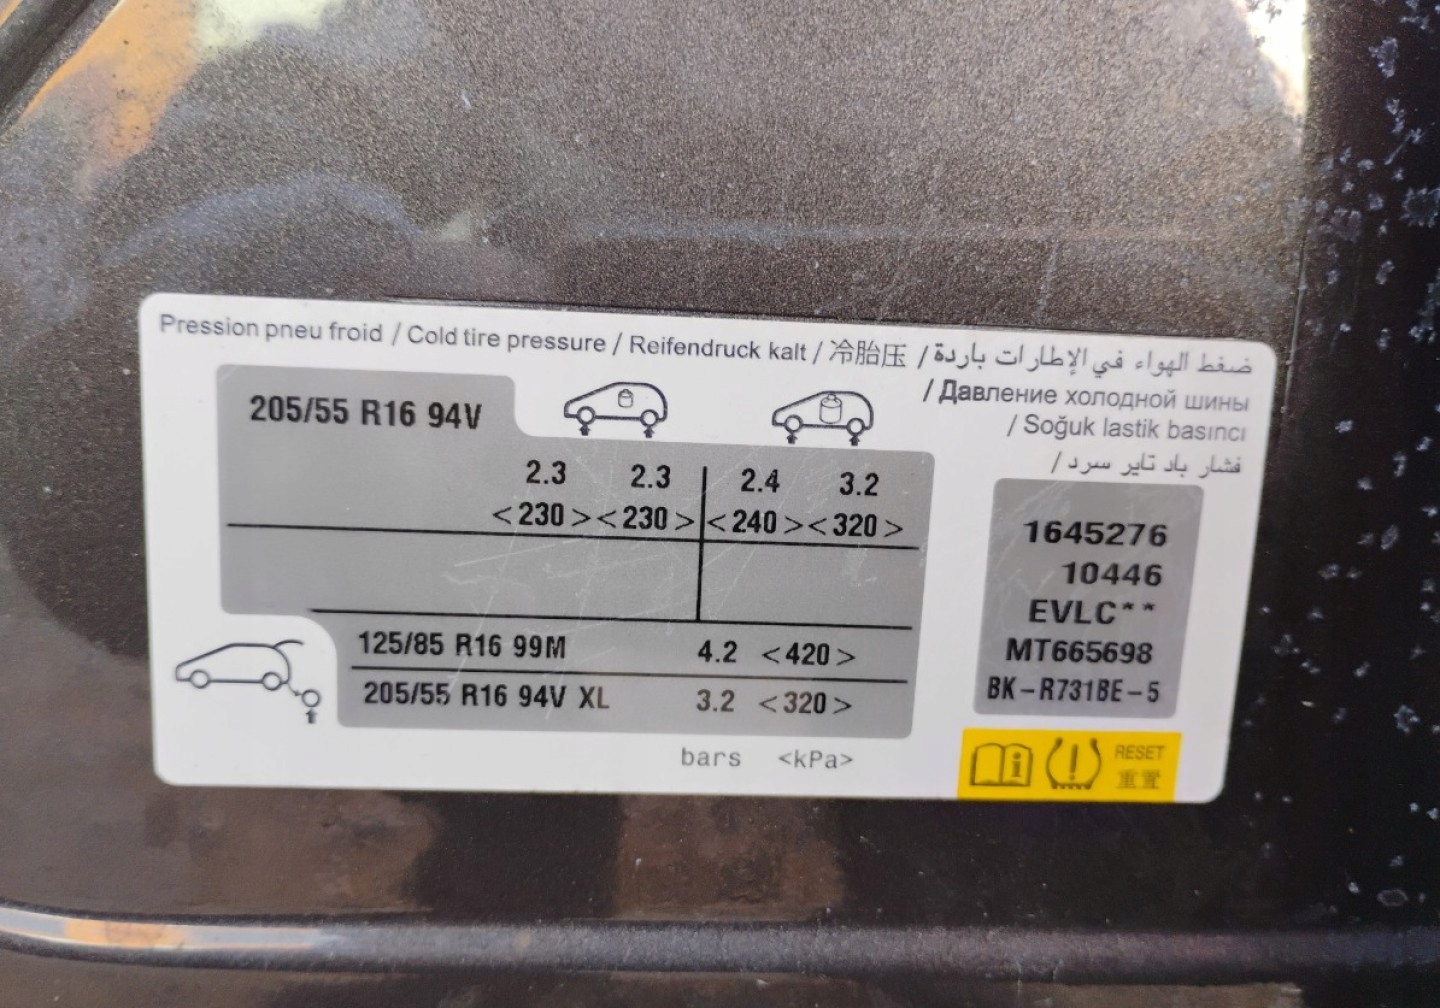 Pression pneu froid / Cold tire pressure / Reifendruck kalt / 冷胎压 / ضغط الهواء في الإطارات باردة
/ Давление холодной шины
/ Soğuk lastik basıncı
/ فشار باد تایر سرد
205/55 R16 94V
2.3 2.3 2.4 3.2
<230> <230> <240> <320>
125/85 R16 99M 4.2 <420>
205/55 R16 94V XL 3.2 <320>
bars <kPa>
1645276
10446
EVLC**
MT665698
BK-R731BE-5
RESET
重置